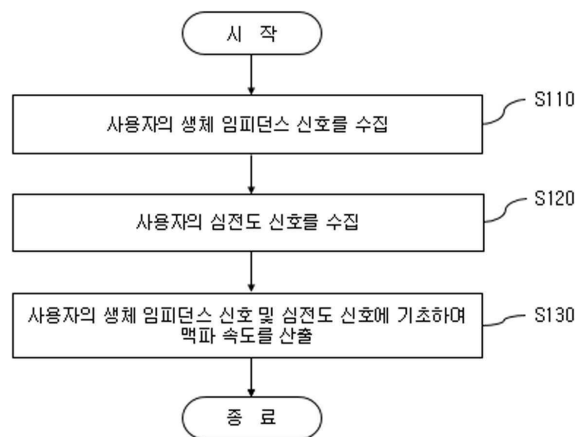 시 작
사용자의 생체 임피던스 신호를 수집
S110
사용자의 심전도 신호를 수집
S120
사용자의 생체 임피던스 신호 및 심전도 신호에 기초하여
맥파 속도를 산출
S130
종 료